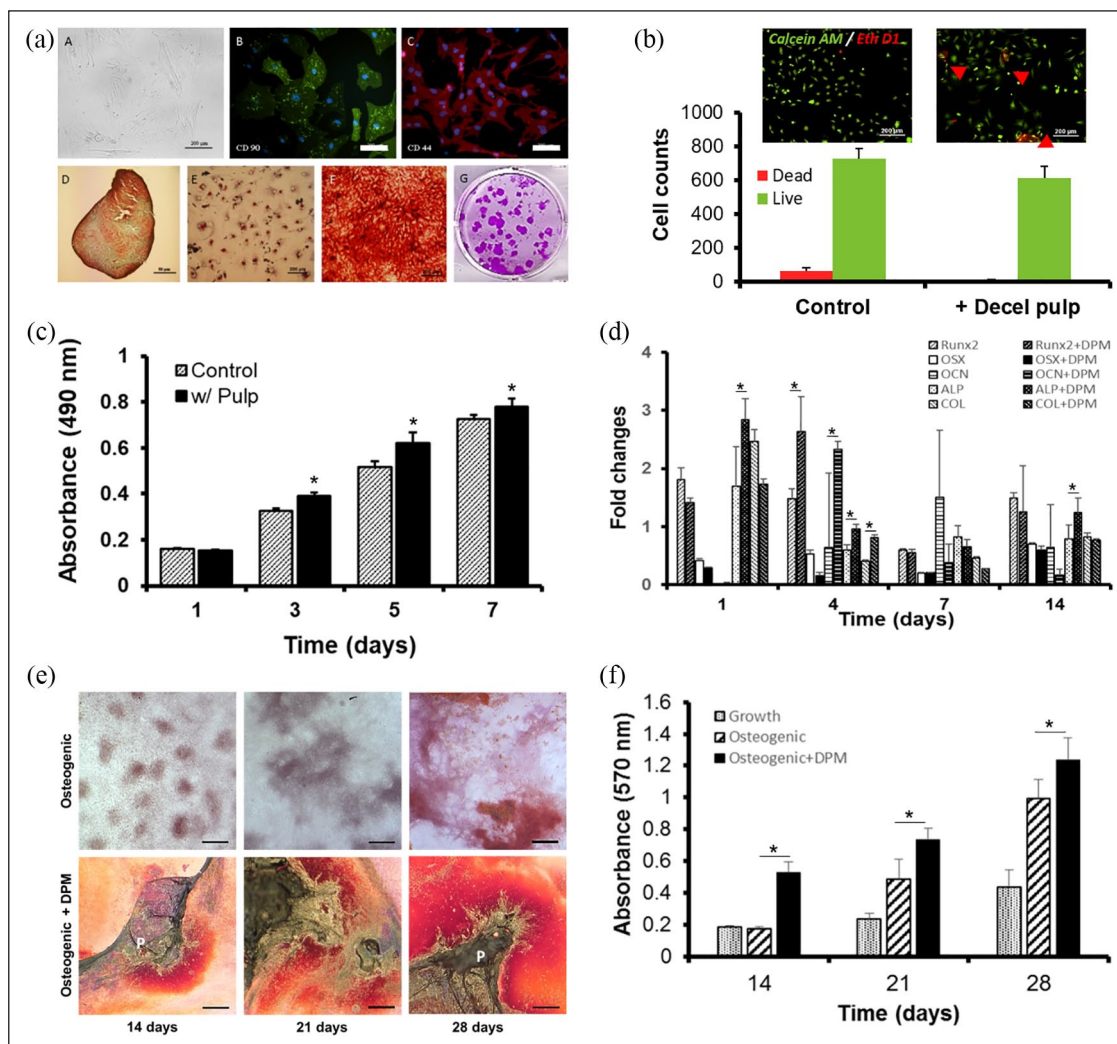 (a)
A
200 μm
B
CD 90
C
CD 44
D
E
F
G
(b)
Calcein AM / Eth D1
200 μm
200 μm
Cell counts
1000
800
600
400
200
0
Dead
Live
Control
+ Decel pulp
(c)
Absorbance (490 nm)
1
0.8
0.6
0.4
0.2
0
Control
w/ Pulp
*
*
*
1 3 5 7
Time (days)
(d)
Fold changes
4
3
2
1
0
Runx2 Runx2+DPM
OSX OSX+DPM
OCN OCN+DPM
ALP ALP+DPM
COL COL+DPM
* * * * * *
1 4 7 14
Time (days)
(e)
Osteogenic
Osteogenic + DPM
P
P
14 days 21 days 28 days
(f)
Absorbance (570 nm)
1.6
1.4
1.2
1
0.8
0.6
0.4
0.2
0
Growth
Osteogenic
Osteogenic+DPM
*
*
*
14 21 28
Time (days)